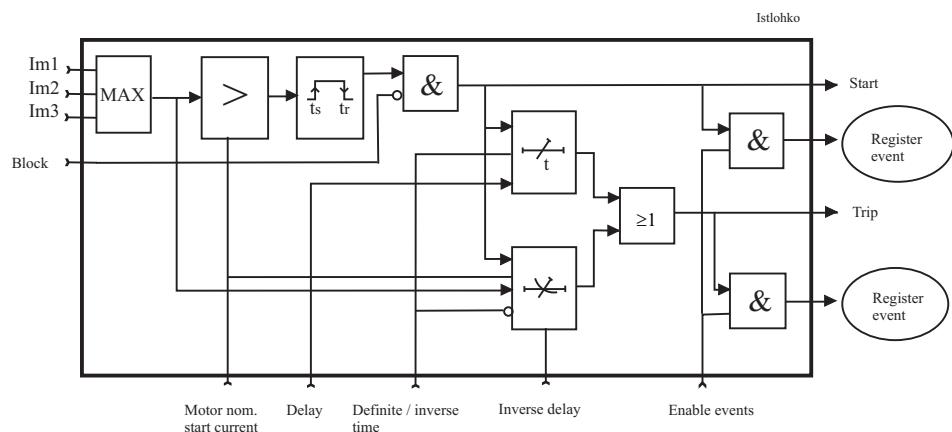 Istlohko
Im1
Im2
Im3
MAX
>
ts tr
&
Start
Block
t
&
Register
event
≥1
Trip
&
Register
event
Motor nom.
start current
Delay
Definite / inverse
time
Inverse delay
Enable events